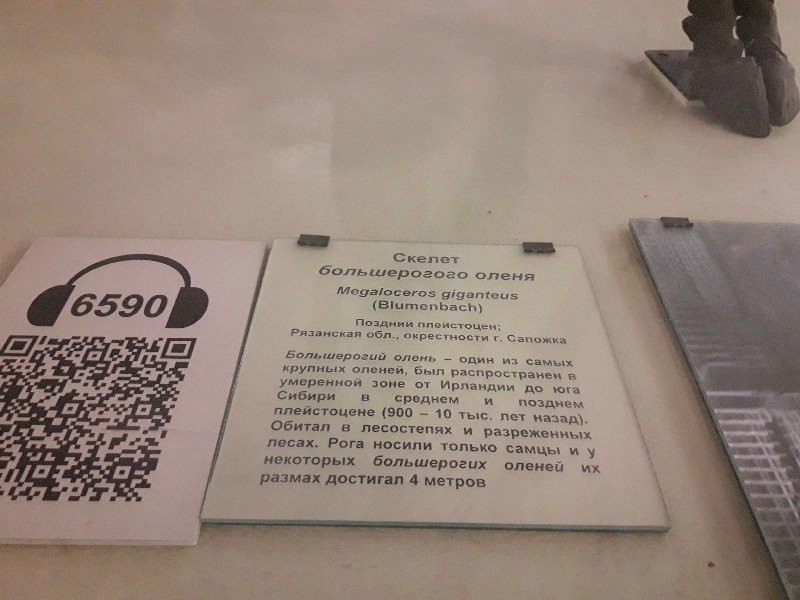 6590
Скелет
большерогого оленя
Megaloceros giganteus
(Blumenbach)
Поздний плейстоцен;
Рязанская обл., окрестности г. Сапожка
Большерогий олень – один из самых
крупных оленей, был распространен в
умеренной зоне от Ирландии до юга
Сибири в среднем и позднем
плейстоцене (900 – 10 тыс. лет назад).
Обитал в лесостепях и разреженных
лесах. Рога носили только самцы и у
некоторых большерогих оленей их
размах достигал 4 метров